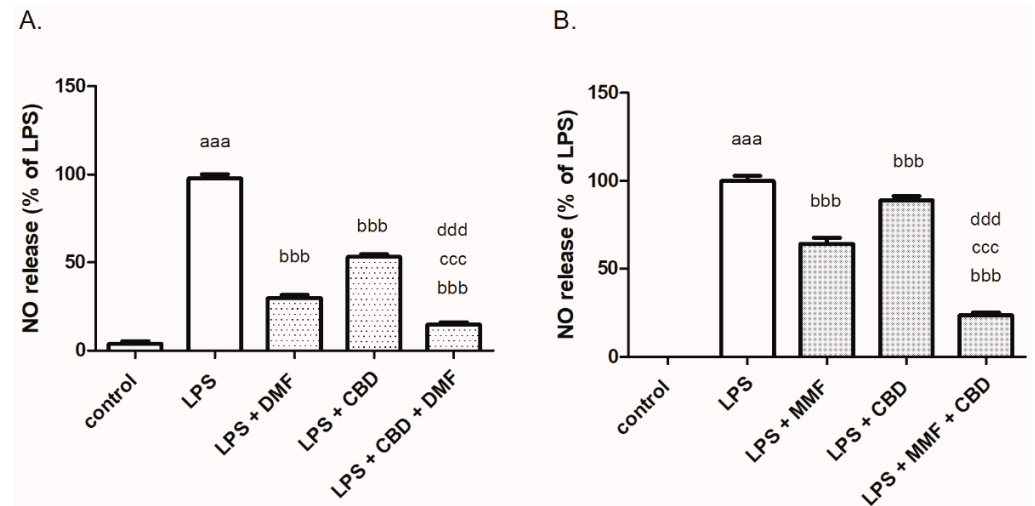 A.
NO release (% of LPS)
150
100
50
0
aaa
bbb
bbb
ddd
ccc
bbb
control
LPS
LPS + DMF
LPS + CBD
LPS + CBD + DMF
B.
NO release (% of LPS)
150
100
50
0
aaa
bbb
bbb
ddd
ccc
bbb
control
LPS
LPS + MMF
LPS + CBD
LPS + MMF + CBD